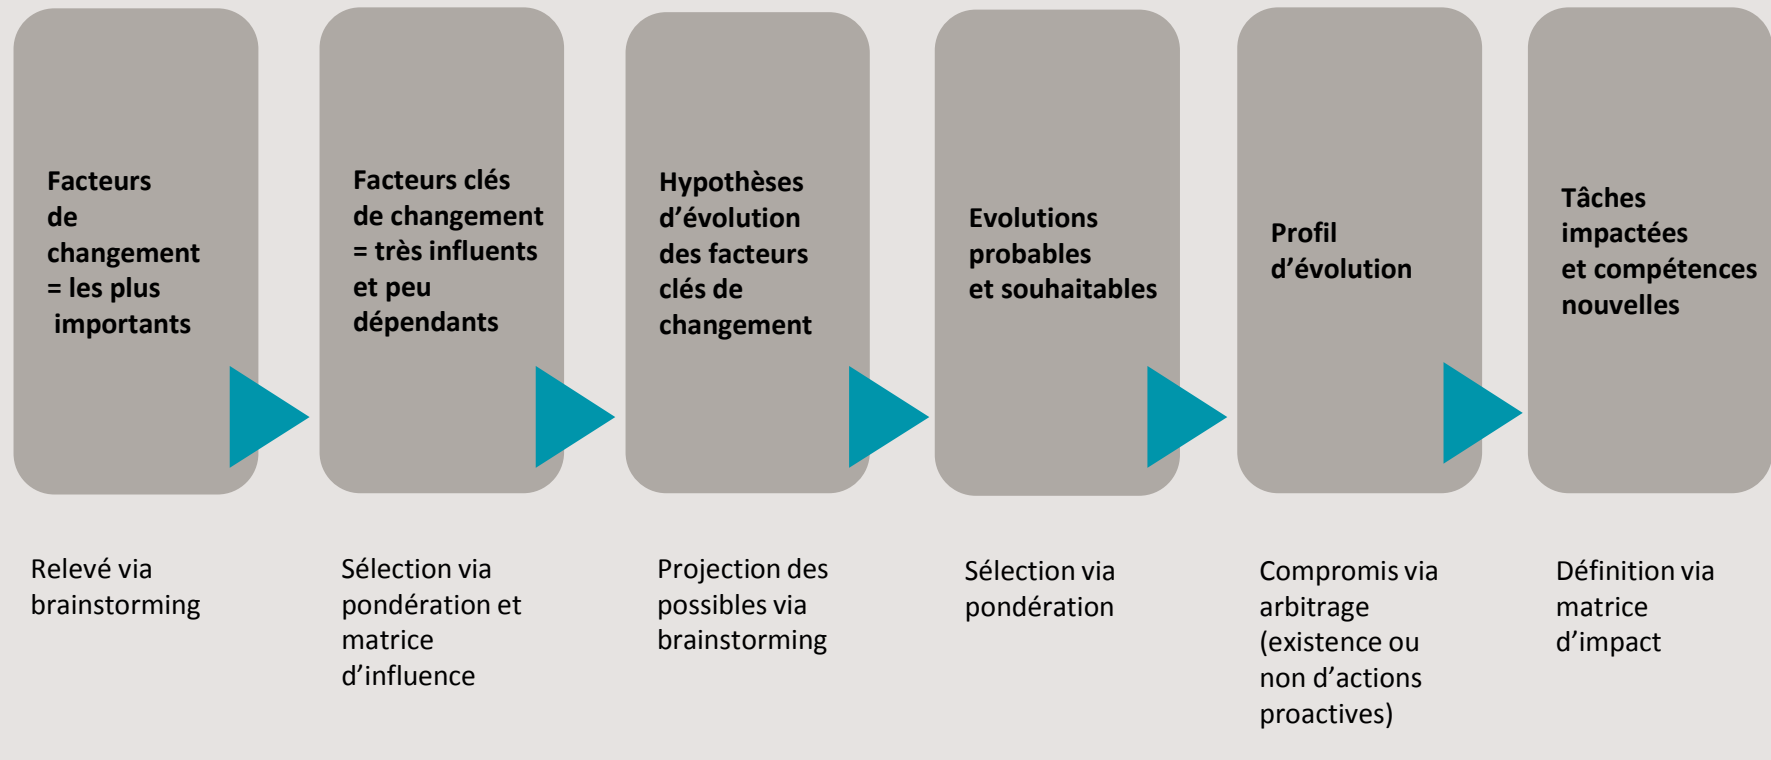 Facteurs
de
changement
= les plus
importants
Facteurs clés
de changement
= très influents
et peu
dépendants
Hypothèses
d’évolution
des facteurs
clés de
changement
Evolutions
probables
et souhaitables
Profil
d’évolution
Tâches
impactées
et compétences
nouvelles
Relevé via
brainstorming
Sélection via
pondération et
matrice
d’influence
Projection des
possibles via
brainstorming
Sélection via
pondération
Compromis via
arbitrage
(existence ou
non d’actions
proactives)
Définition via
matrice
d’impact